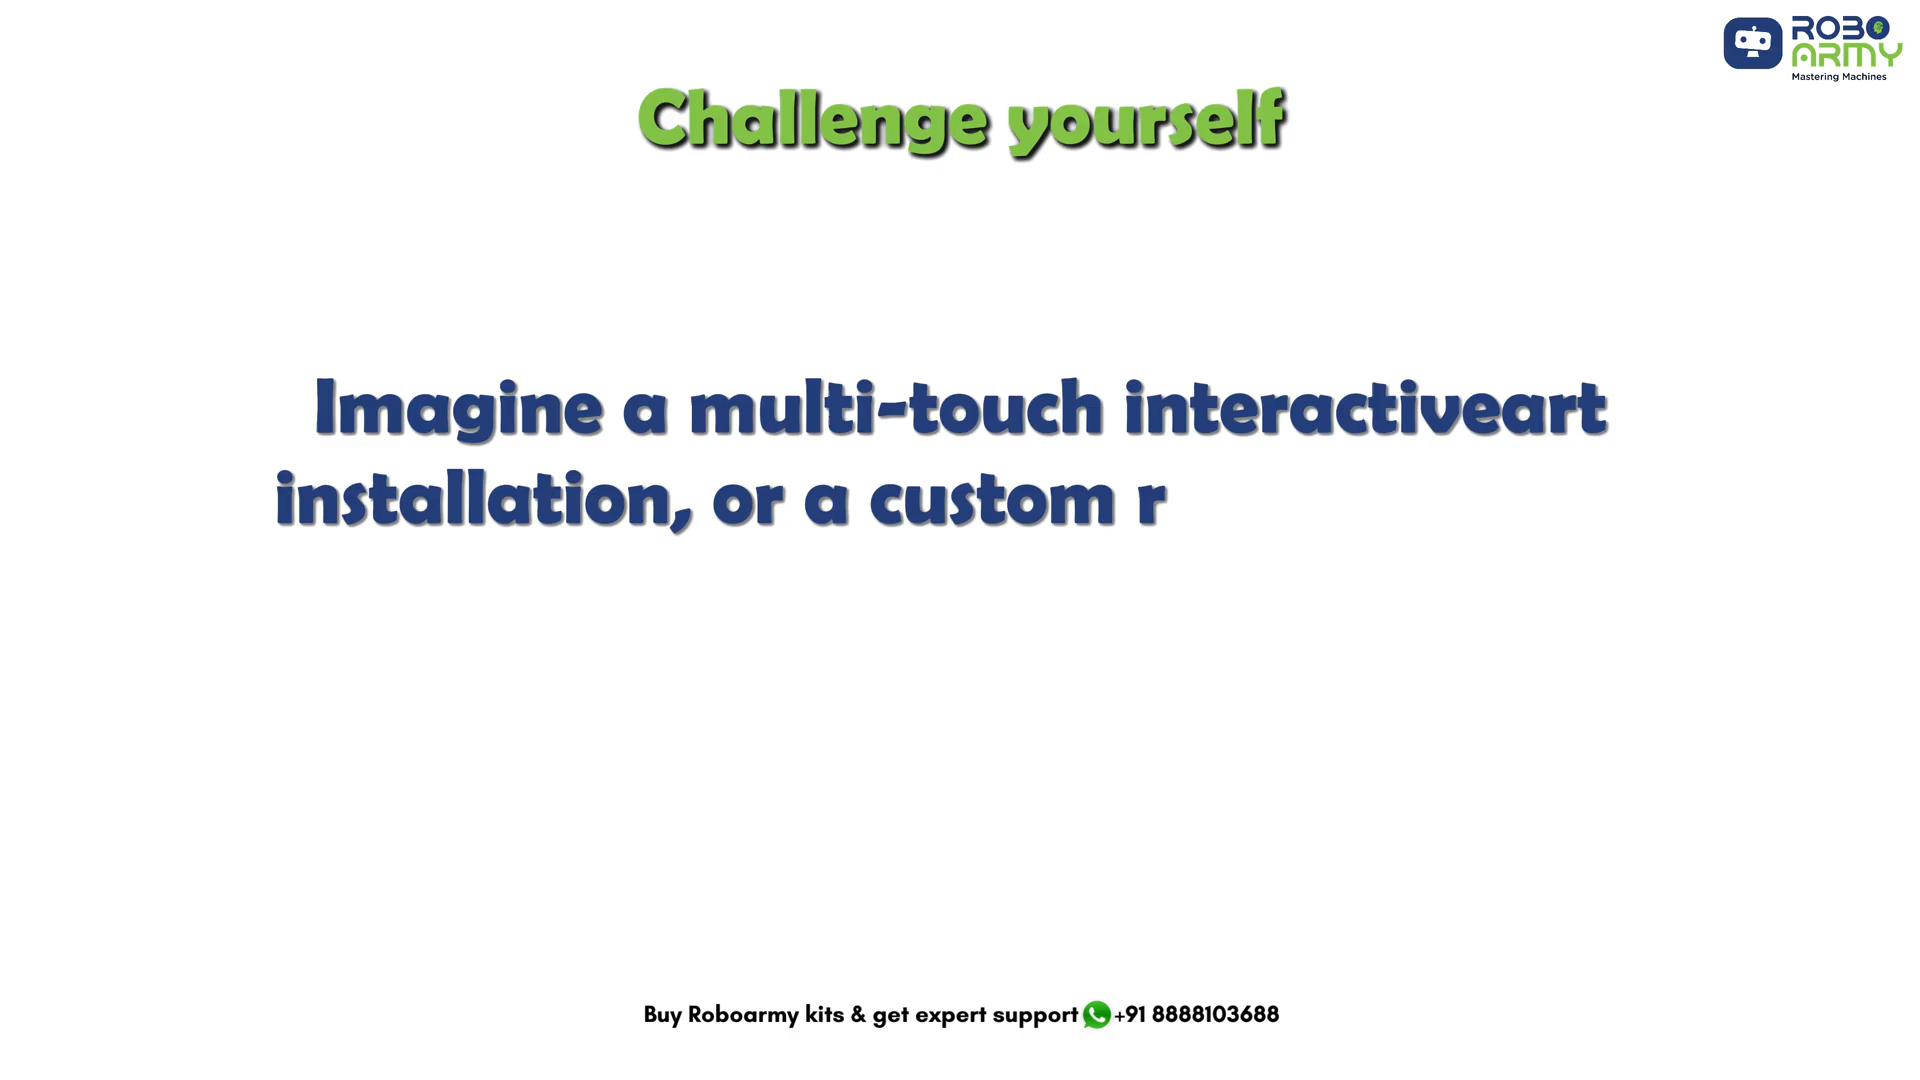 ROBO
ARMY
Mastering Machines
Challenge yourself
Imagine a multi-touch interactiveart
installation, or a custom r
Buy Roboarmy kits & get expert support +91 8888103688